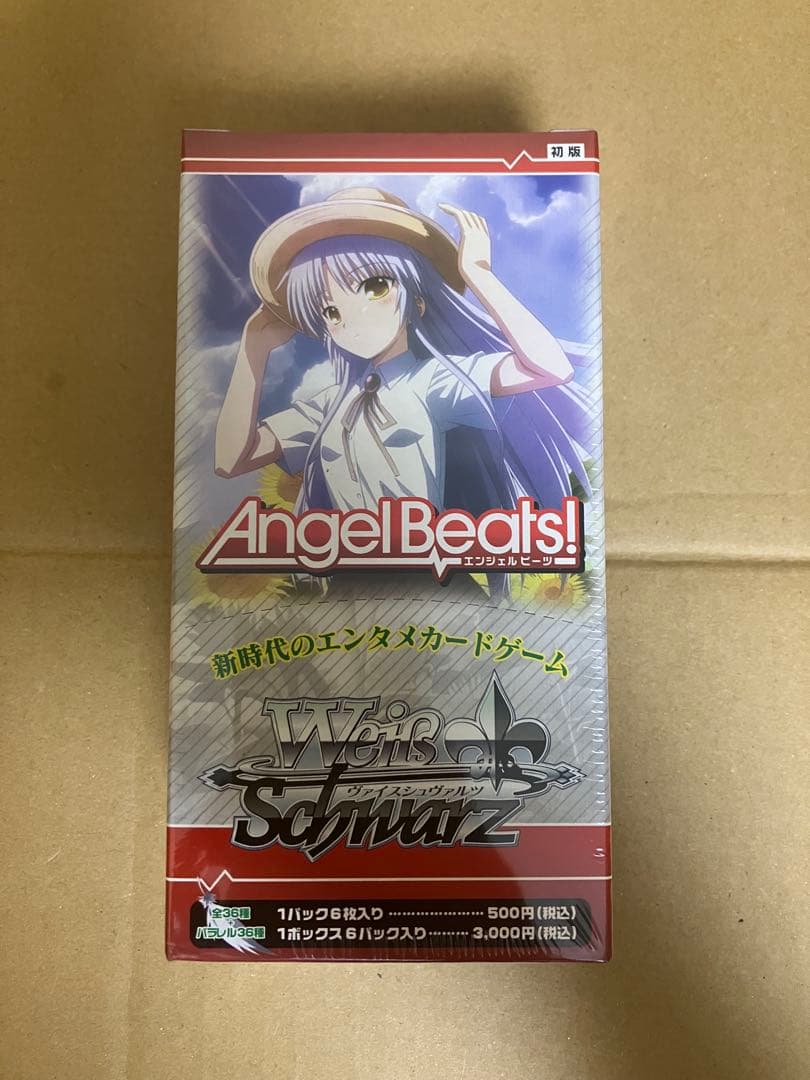 初版
Angel Beats!
エンジェルビーツ
新時代のエンタメカードゲーム
Weiß
ヴァイスシュヴァルツ
Schwarz
全36種
+
パラレル36種
1パック6枚入り ………………… 500円(税込)
1ボックス6パック入り……… 3,000円(税込)